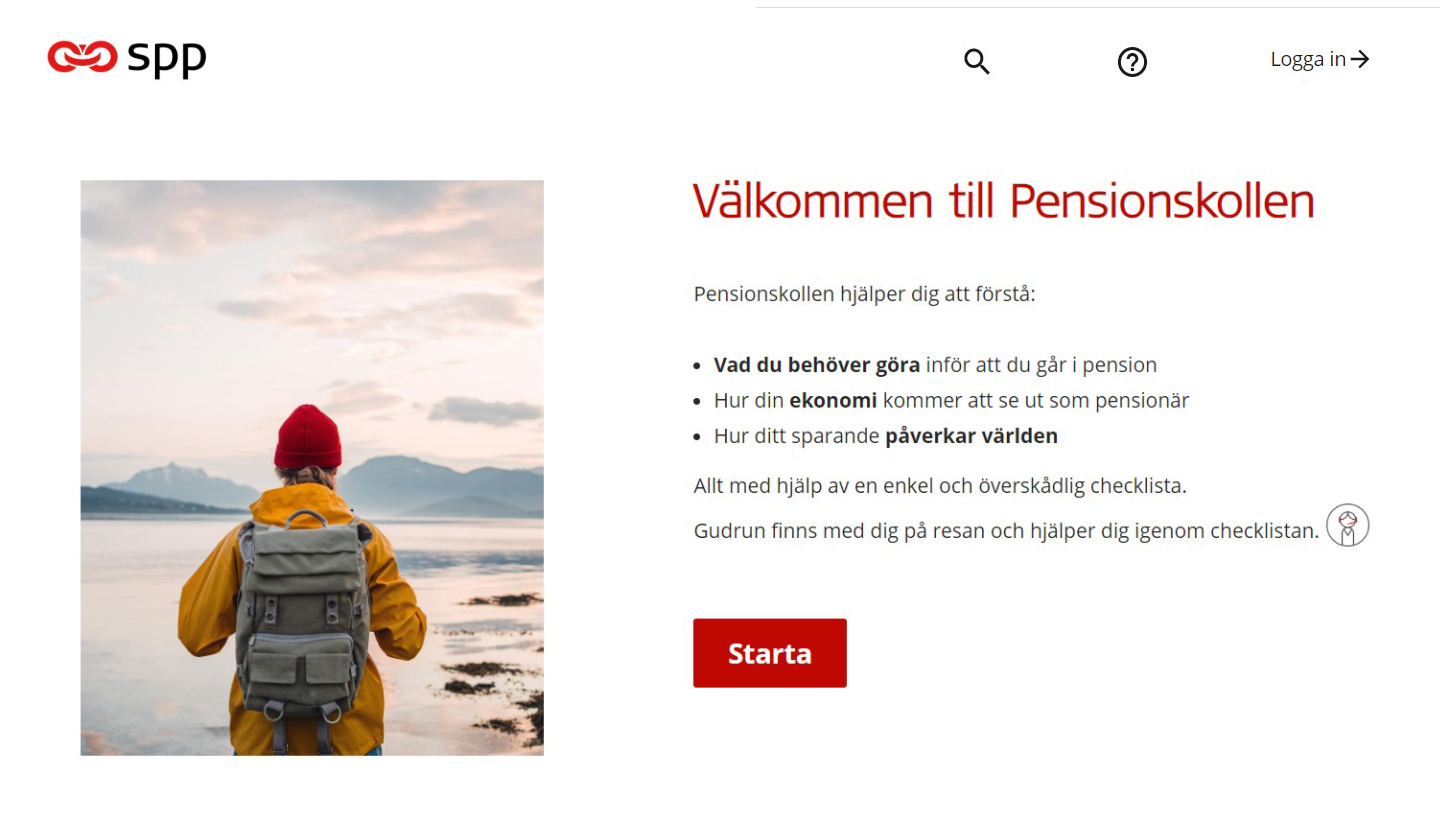 spp
Logga in
Välkommen till Pensionskollen
Pensionskollen hjälper dig att förstå:
Vad du behöver göra inför att du går i pension
Hur din ekonomi kommer att se ut som pensionär
Hur ditt sparande påverkar världen
Allt med hjälp av en enkel och överskådlig checklista.
Gudrun finns med dig på resan och hjälper dig igenom checklistan.
Starta